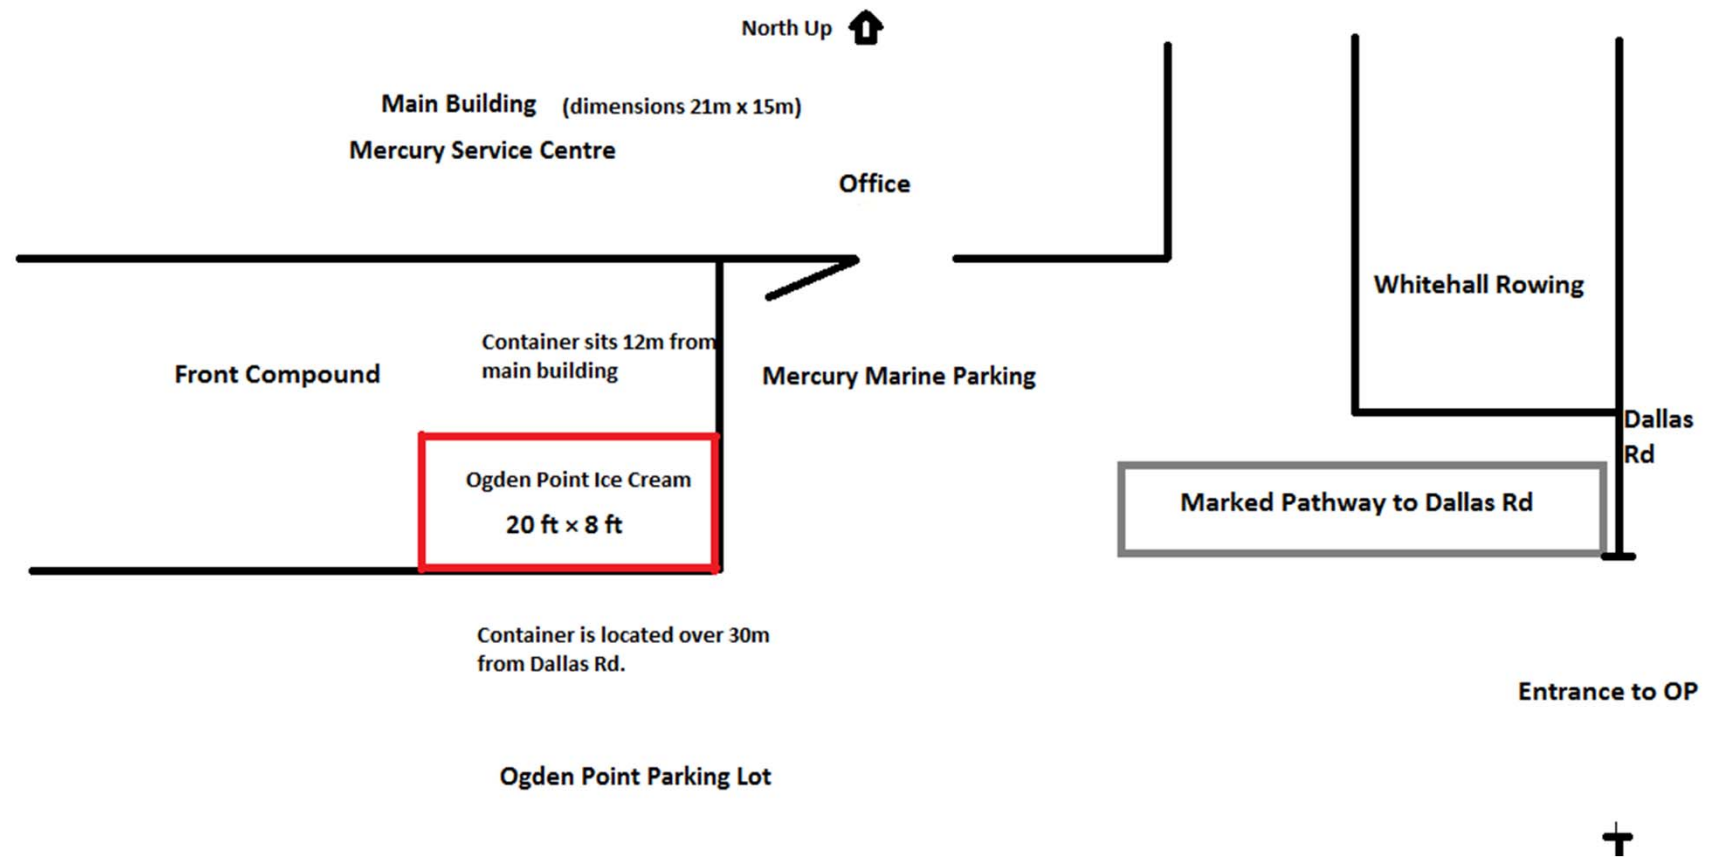 North Up
Main Building (dimensions 21m x 15m)
Mercury Service Centre
Office
Whitehall Rowing
Container sits 12m from
main building
Front Compound
Mercury Marine Parking
Dallas
Rd
Ogden Point Ice Cream
20 ft × 8 ft
Marked Pathway to Dallas Rd
Container is located over 30m
from Dallas Rd.
Entrance to OP
Ogden Point Parking Lot